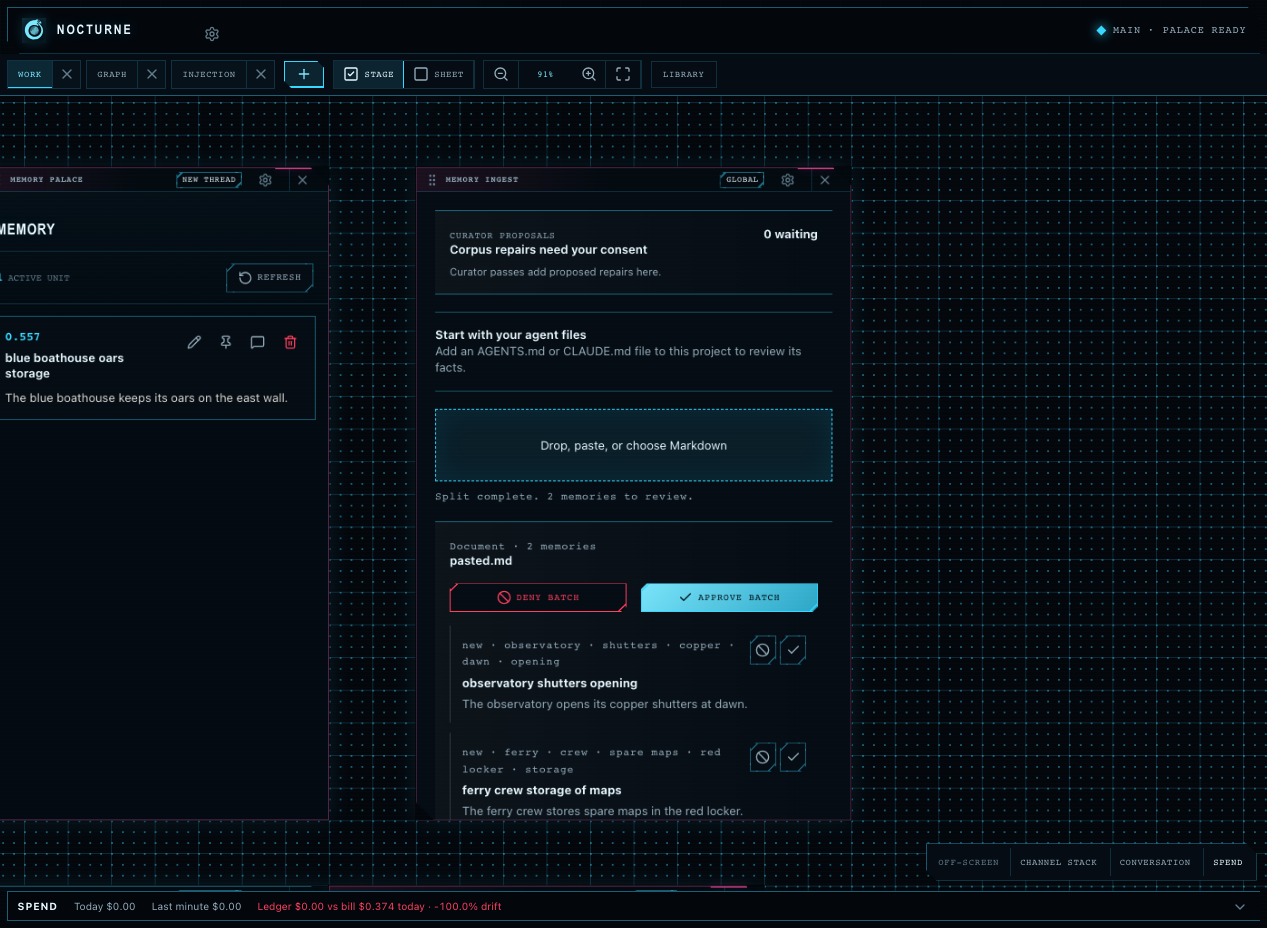 NOCTURNE
MAIN · PALACE READY
WORK
GRAPH
INJECTION
STAGE
SHEET
91%
LIBRARY
MEMORY PALACE
NEW THREAD
MEMORY
ACTIVE UNIT
REFRESH
0.557
blue boathouse oars
storage
The blue boathouse keeps its oars on the east wall.
MEMORY INGEST
GLOBAL
CURATOR PROPOSALS
0 waiting
Corpus repairs need your consent
Curator passes add proposed repairs here.
Start with your agent files
Add an AGENTS.md or CLAUDE.md file to this project to review its
facts.
Drop, paste, or choose Markdown
Split complete. 2 memories to review.
Document · 2 memories
pasted.md
DENY BATCH
APPROVE BATCH
new · observatory · shutters · copper ·
dawn · opening
observatory shutters opening
The observatory opens its copper shutters at dawn.
new · ferry · crew · spare maps · red
locker · storage
ferry crew storage of maps
The ferry crew stores spare maps in the red locker.
OFF-SCREEN
CHANNEL STACK
CONVERSATION
SPEND
SPEND
Today $0.00
Last minute $0.00
Ledger $0.00 vs bill $0.374 today · -100.0% drift